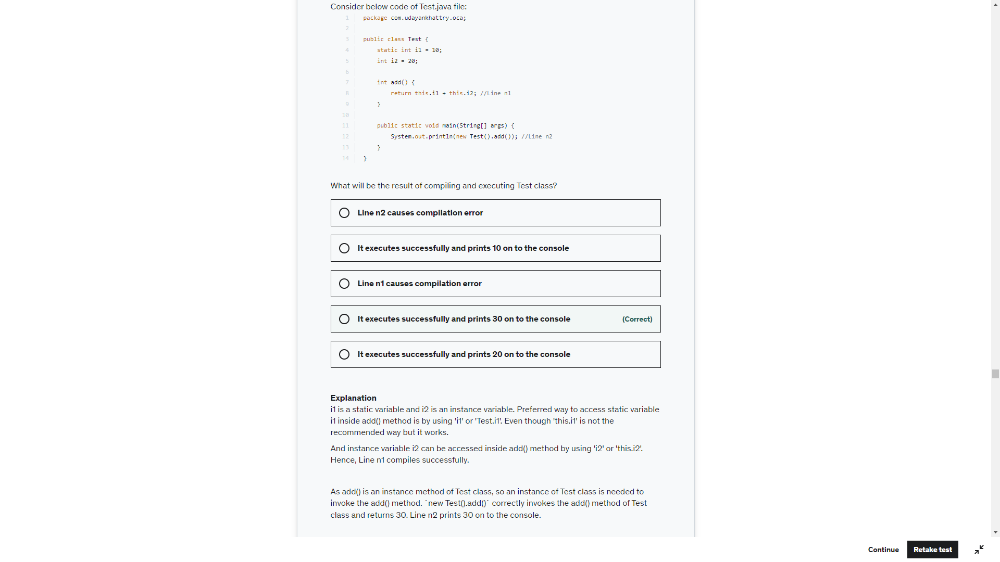 Consider below code of Test.java file:
1 package com.udayankhattry.oca;
2
3 public class Test {
4 static int i1 = 10;
5 int i2 = 20;
6
7 int add() {
8 return this.i1 + this.i2; //Line n1
9 }
10
11 public static void main(String[] args) {
12 System.out.println(new Test().add()); //Line n2
13 }
14 }
What will be the result of compiling and executing Test class?
Line n2 causes compilation error
It executes successfully and prints 10 on to the console
Line n1 causes compilation error
It executes successfully and prints 30 on to the console (Correct)
It executes successfully and prints 20 on to the console
Explanation
i1 is a static variable and i2 is an instance variable. Preferred way to access static variable
i1 inside add() method is by using 'i1' or 'Test.i1'. Even though 'this.i1' is not the
recommended way but it works.
And instance variable i2 can be accessed inside add() method by using 'i2' or 'this.i2'.
Hence, Line n1 compiles successfully.
As add() is an instance method of Test class, so an instance of Test class is needed to
invoke the add() method. `new Test().add()` correctly invokes the add() method of Test
class and returns 30. Line n2 prints 30 on to the console.
Continue Retake test